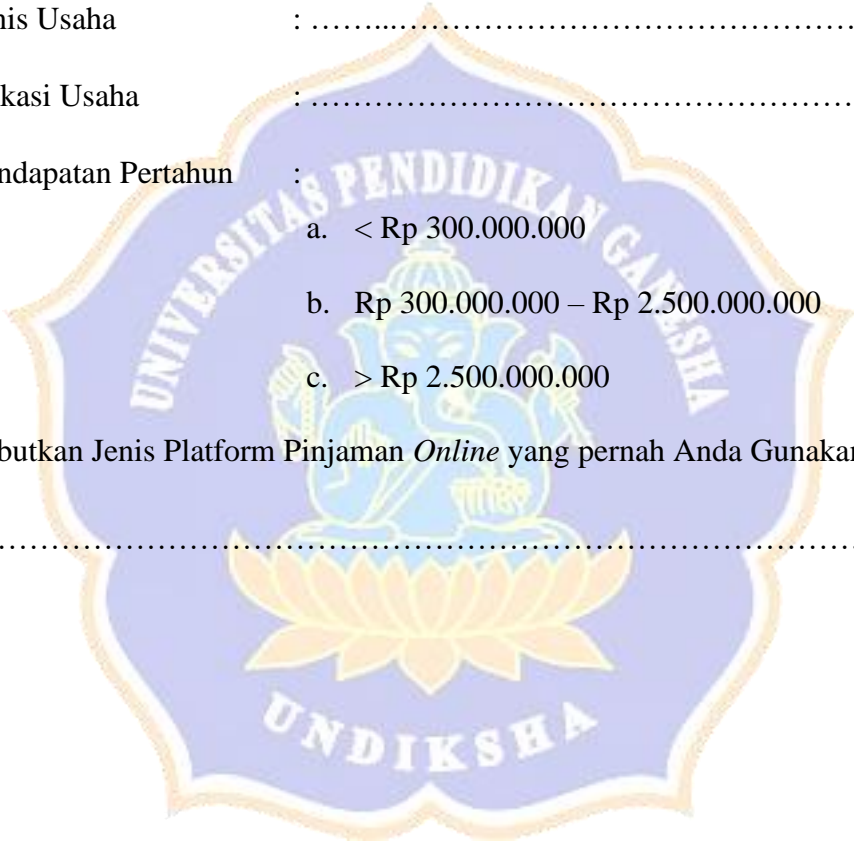 nis Usaha : ……...……………………………………………
kasi Usaha : ……………………………………………………
ndapatan Pertahun :
a. < Rp 300.000.000
b. Rp 300.000.000 – Rp 2.500.000.000
c. > Rp 2.500.000.000
butkan Jenis Platform Pinjaman Online yang pernah Anda Gunakan
………………………………………………………………………………
UNIVERSITAS PENDIDIKAN GANESHA
UNDIKSHA